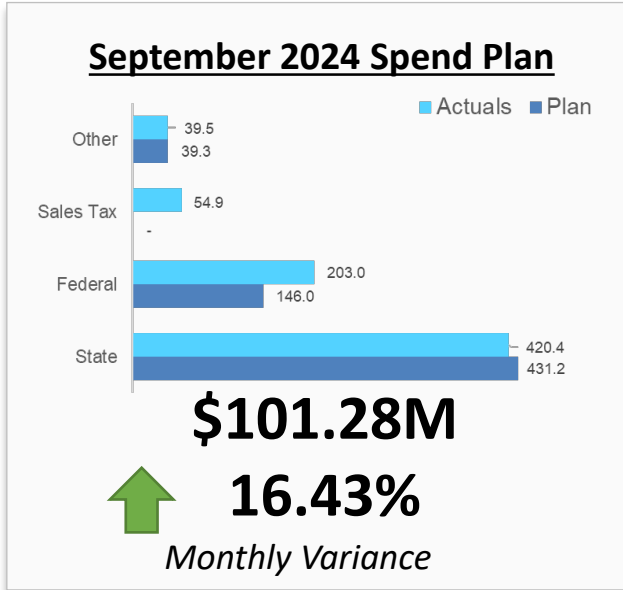 September 2024 Spend Plan
Actuals Plan
Other 39.5
39.3
Sales Tax 54.9
-
Federal 203.0
146.0
State 420.4
431.2
$101.28M
16.43%
Monthly Variance